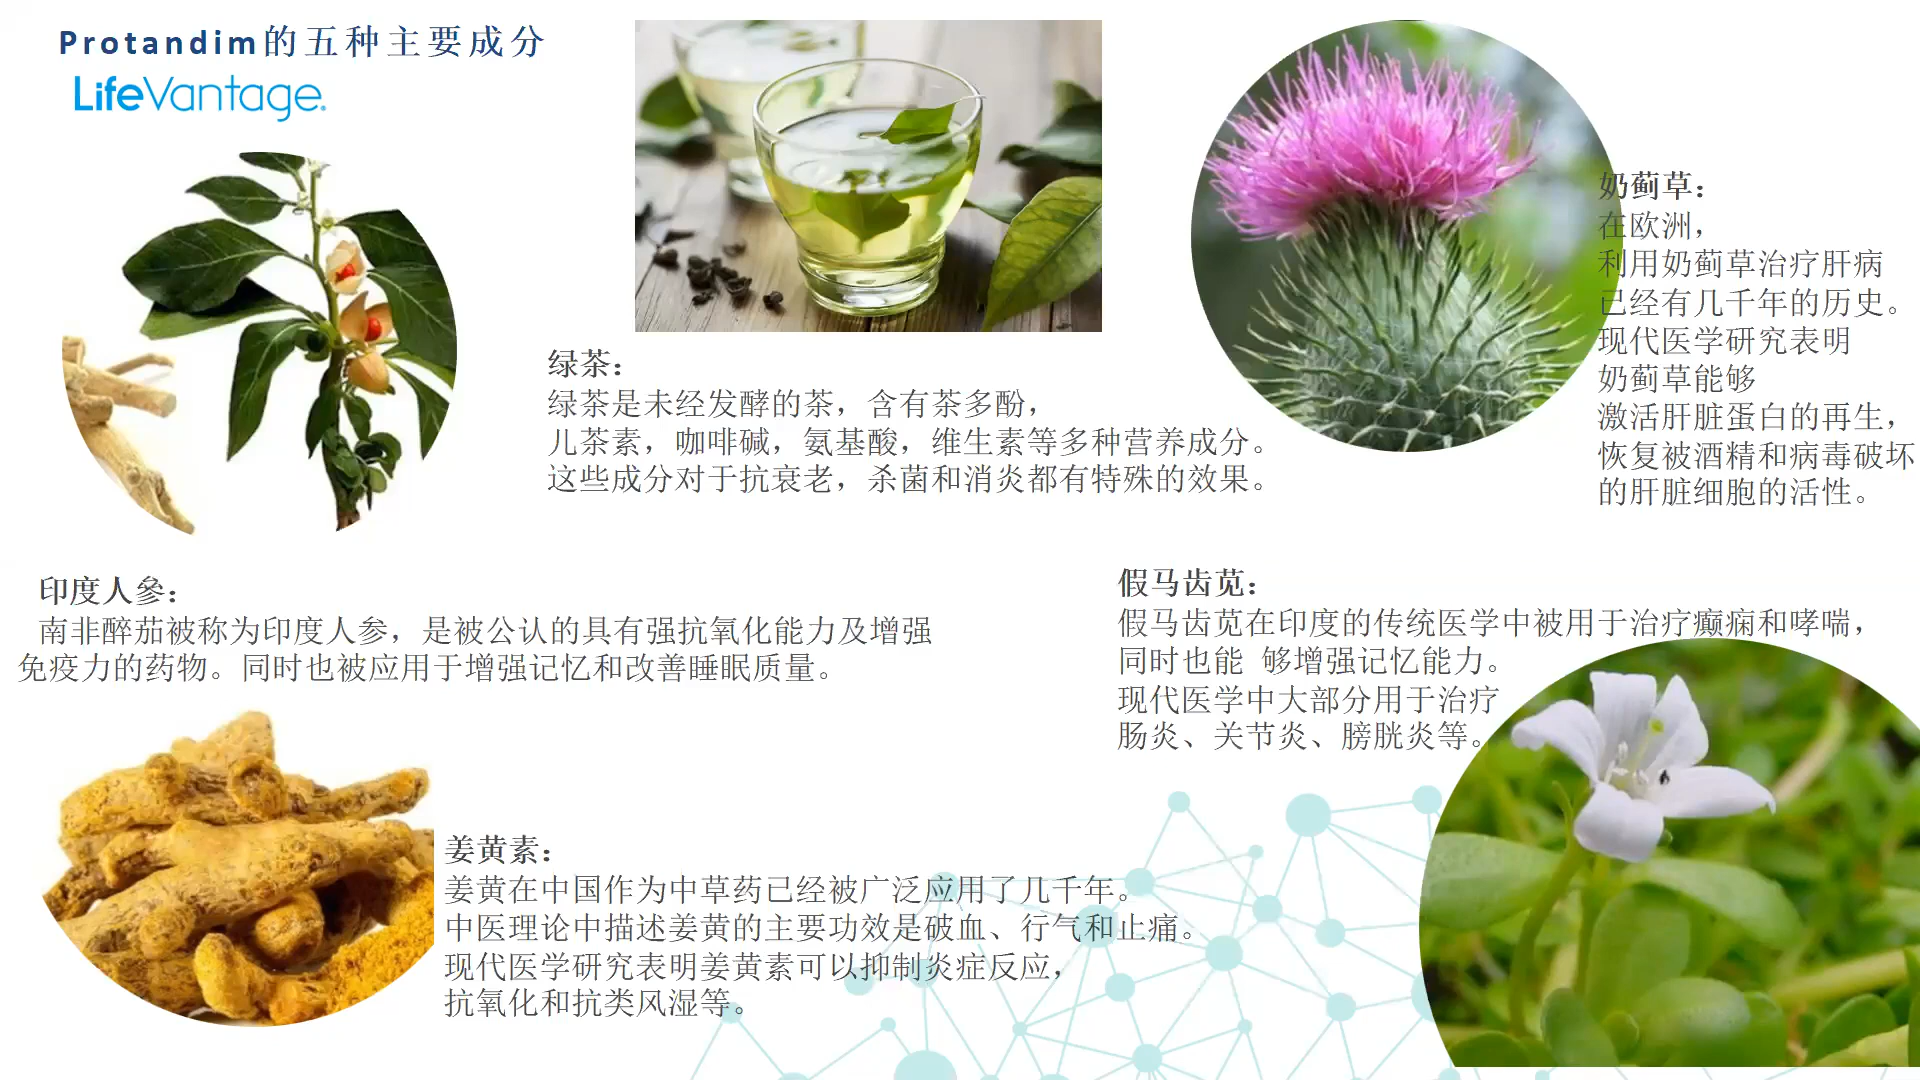 Protandim的五种主要成分
LifeVantage.
绿茶：
绿茶是未经发酵的茶，含有茶多酚，
儿茶素，咖啡碱，氨基酸，维生素等多种营养成分。
这些成分对于抗衰老，杀菌和消炎都有特殊的效果。
奶蓟草：
在欧洲，
利用奶蓟草治疗肝病
已经有几千年的历史。
现代医学研究表明
奶蓟草能够
激活肝脏蛋白的再生，
恢复被酒精和病毒破坏
的肝脏细胞的活性。
印度人參：
南非醉茄被称为印度人参，是被公认的具有强抗氧化能力及增强
免疫力的药物。同时也被应用于增强记忆和改善睡眠质量。
假马齿苋：
假马齿苋在印度的传统医学中被用于治疗癫痫和哮喘，
同时也能 够增强记忆能力。
现代医学中大部分用于治疗
肠炎、关节炎、膀胱炎等。
姜黄素：
姜黄在中国作为中草药已经被广泛应用了几千年。
中医理论中描述姜黄的主要功效是破血、行气和止痛。
现代医学研究表明姜黄素可以抑制炎症反应，
抗氧化和抗类风湿等。